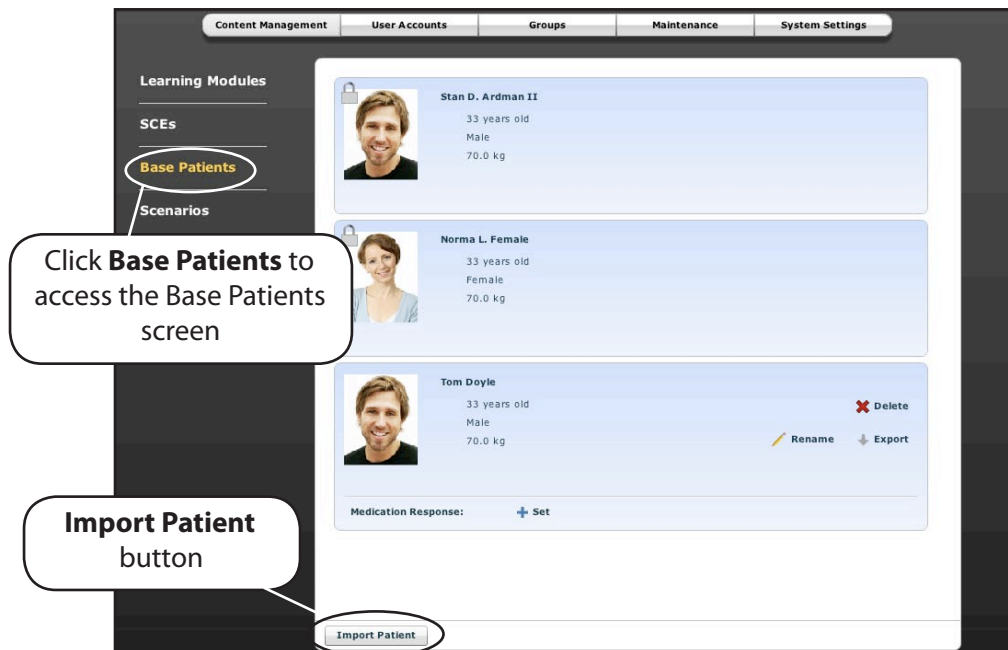 Content Management User Accounts Groups Maintenance System Settings
Learning Modules
SCEs
Base Patients
Scenarios
Click Base Patients to
access the Base Patients
screen
Import Patient
button
Stan D. Ardman II
33 years old
Male
70.0 kg
Norma L. Female
33 years old
Female
70.0 kg
Tom Doyle
33 years old
Male
70.0 kg
Delete
Rename Export
Medication Response: Set
Import Patient